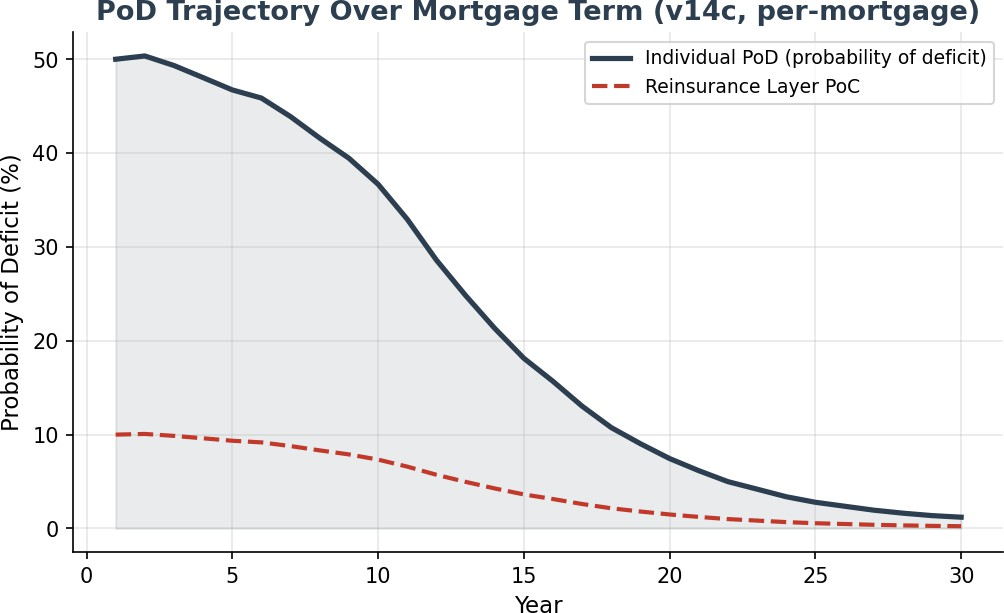 PoD Trajectory Over Mortgage Term (v14c, per-mortgage)
Individual PoD (probability of deficit)
Reinsurance Layer PoC
Probability of Deficit (%)
50
40
30
20
10
0
0 5 10 15 20 25 30
Year